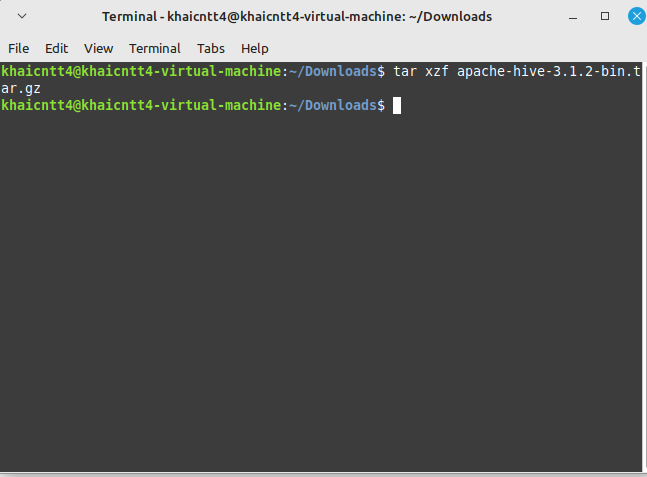 Terminal - khaicntt4@khaicntt4-virtual-machine: ~/Downloads
File Edit View Terminal Tabs Help
khaicntt4@khaicntt4-virtual-machine:~/Downloads$ tar xzf apache-hive-3.1.2-bin.t
ar.gz
khaicntt4@khaicntt4-virtual-machine:~/Downloads$